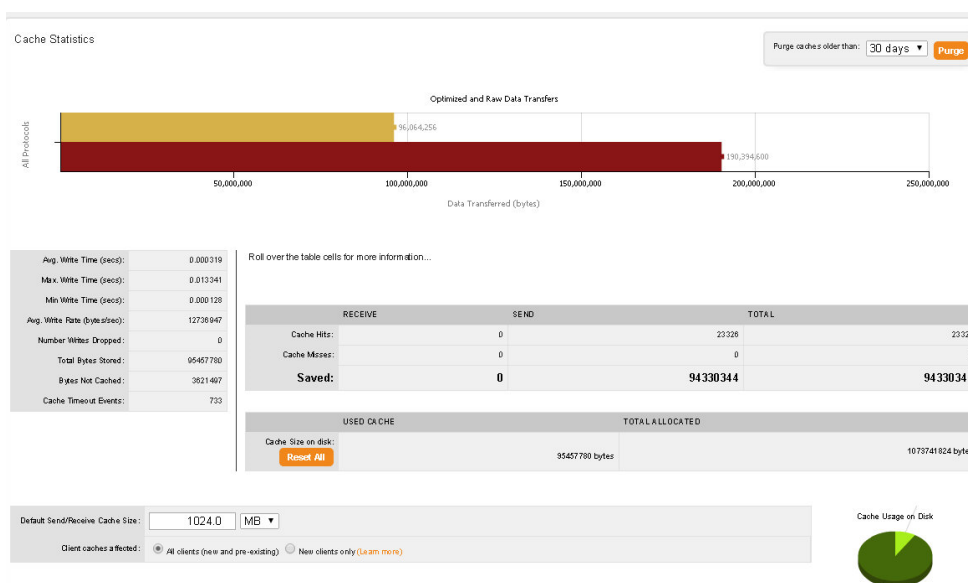 Cache Statistics
Purge caches older than: 30 days Purge
Optimized and Raw Data Transfers
All Protocols
96,064,256
190,394,600
50,000,000 100,000,000 150,000,000 200,000,000 250,000,000
Data Transferred (bytes)
Avg. Write Time (secs): 0.000319
Max. Write Time (secs): 0.013341
Min Write Time (secs): 0.000128
Avg. Write Rate (bytes/sec): 12736947
Number Writes Dropped: 0
Total Bytes Stored: 95457780
Bytes Not Cached: 3621497
Cache Timeout Events: 733
Roll over the table cells for more information...
RECEIVE SEND TOTAL
Cache Hits: 0 23326 2332
Cache Misses: 0 0
Saved: 0 94330344 9433034
USED CACHE TOTAL ALLOCATED
Cache Size on disk: 95457780 bytes 1073741824 byte
Reset All
Default Send/Receive Cache Size: 1024.0 MB
Client caches affected: All clients (new and pre-existing) New clients only (Learn more)
Cache Usage on Disk